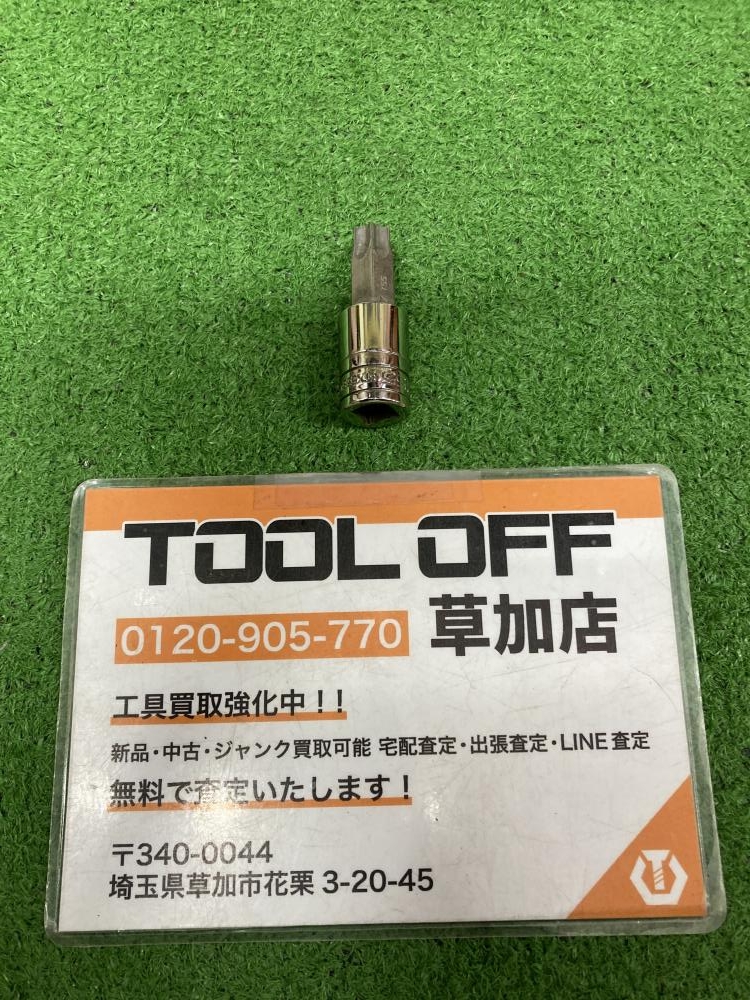 T55
TOOL OFF
0120-905-770 草加店
工具買取強化中！！
新品・中古・ジャンク買取可能 宅配査定・出張査定・LINE査定
無料で査定いたします！
〒340-0044
埼玉県草加市花栗 3-20-45